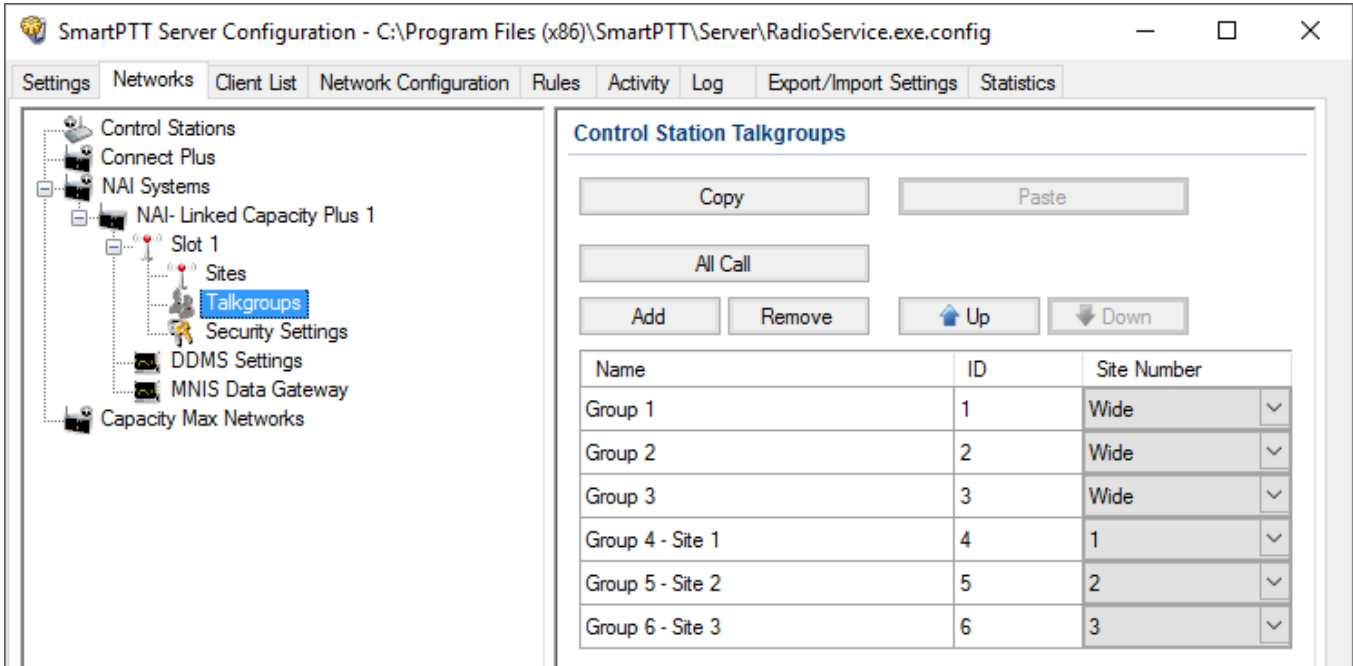 SmartPTT Server Configuration - C:\Program Files (x86)\SmartPTT\Server\RadioService.exe.config
Settings Networks Client List Network Configuration Rules Activity Log Export/Import Settings Statistics
Control Stations
Connect Plus
NAI Systems
NAI- Linked Capacity Plus 1
Slot 1
Sites
Talkgroups
Security Settings
DDMS Settings
MNIS Data Gateway
Capacity Max Networks
Control Station Talkgroups
Copy Paste
All Call
Add Remove Up Down
Name ID Site Number
Group 1 1 Wide
Group 2 2 Wide
Group 3 3 Wide
Group 4 - Site 1 4 1
Group 5 - Site 2 5 2
Group 6 - Site 3 6 3